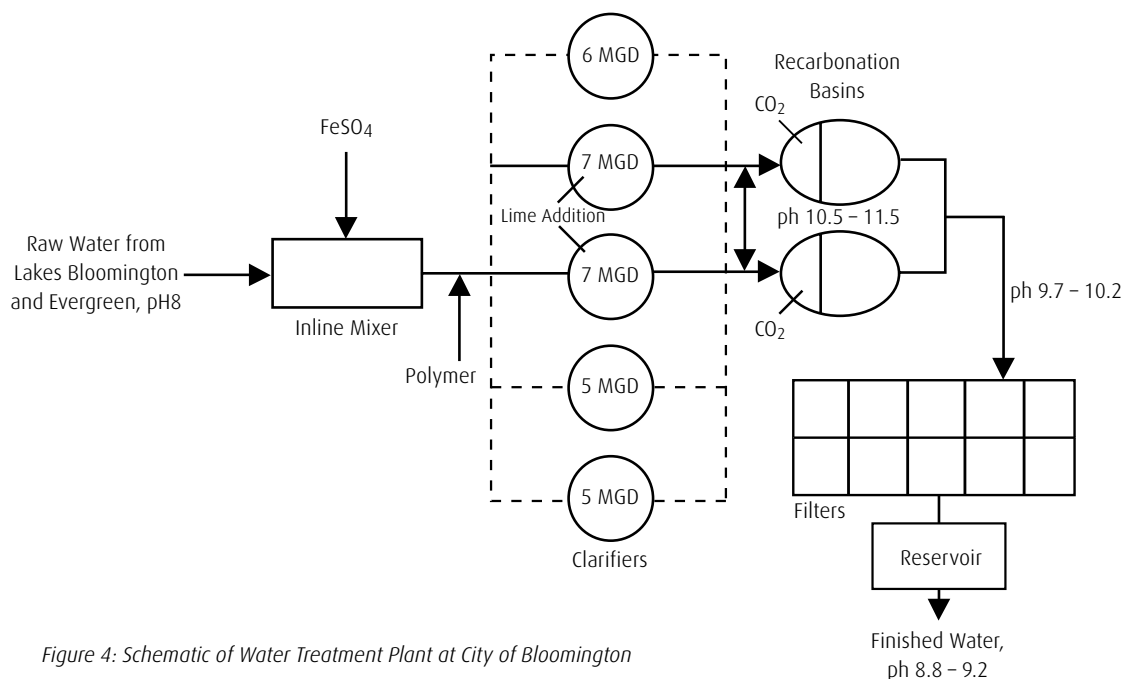 6 MGD
Recarbonation
Basins
CO2
FeSO4
7 MGD
Lime Addition
ph 10.5 – 11.5
Raw Water from
Lakes Bloomington
and Evergreen, pH8
7 MGD
ph 9.7 – 10.2
Inline Mixer
CO2
Polymer
5 MGD
5 MGD
Filters
Clarifiers
Reservoir
Finished Water,
ph 8.8 – 9.2
Figure 4: Schematic of Water Treatment Plant at City of Bloomington